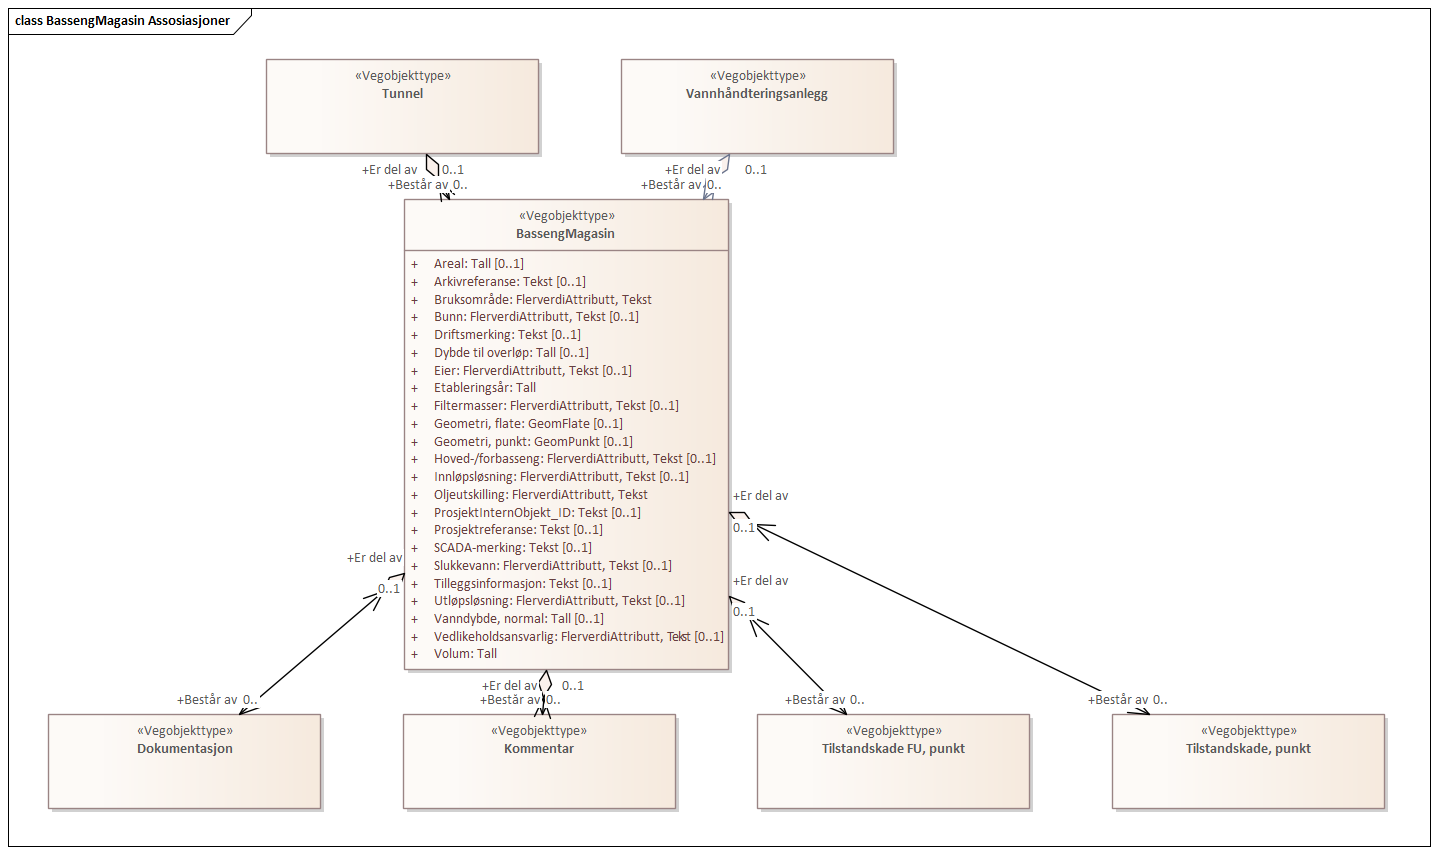 class BassengMagasin Assosiasjoner
«Vegobjekttype»
Tunnel
«Vegobjekttype»
Vannhåndteringsanlegg
+Er del av
0..1
+Består av 0..
+Er del av
0..1
+Består av 0..
«Vegobjekttype»
BassengMagasin
+ Areal: Tall [0..1]
+ Arkivreferanse: Tekst [0..1]
+ Bruksområde: FlerverdiAttributt, Tekst
+ Bunn: FlerverdiAttributt, Tekst [0..1]
+ Driftsmerking: Tekst [0..1]
+ Dybde til overløp: Tall [0..1]
+ Eier: FlerverdiAttributt, Tekst [0..1]
+ Etableringsår: Tall
+ Filtermasser: FlerverdiAttributt, Tekst [0..1]
+ Geometri, flate: GeomFlate [0..1]
+ Geometri, punkt: GeomPunkt [0..1]
+ Hoved-/forbasseng: FlerverdiAttributt, Tekst [0..1]
+ Innløpsløsning: FlerverdiAttributt, Tekst [0..1]
+ Oljeutskilling: FlerverdiAttributt, Tekst
+ ProsjektInternObjekt_ID: Tekst [0..1]
+ Prosjektreferanse: Tekst [0..1]
+ SCADA-merking: Tekst [0..1]
+ Slukkevann: FlerverdiAttributt, Tekst [0..1]
+ Tilleggsinformasjon: Tekst [0..1]
+ Utløpsløsning: FlerverdiAttributt, Tekst [0..1]
+ Vanndybde, normal: Tall [0..1]
+ Vedlikeholdsansvarlig: FlerverdiAttributt, Tekst [0..1]
+ Volum: Tall
+Er del av
0..1
+Er del av
0..1
+Er del av
0..1
+Er del av
0..1
+Består av 0..
+Består av 0..
+Består av 0..
+Består av 0..
«Vegobjekttype»
Dokumentasjon
«Vegobjekttype»
Kommentar
«Vegobjekttype»
Tilstandskade FU, punkt
«Vegobjekttype»
Tilstandskade, punkt